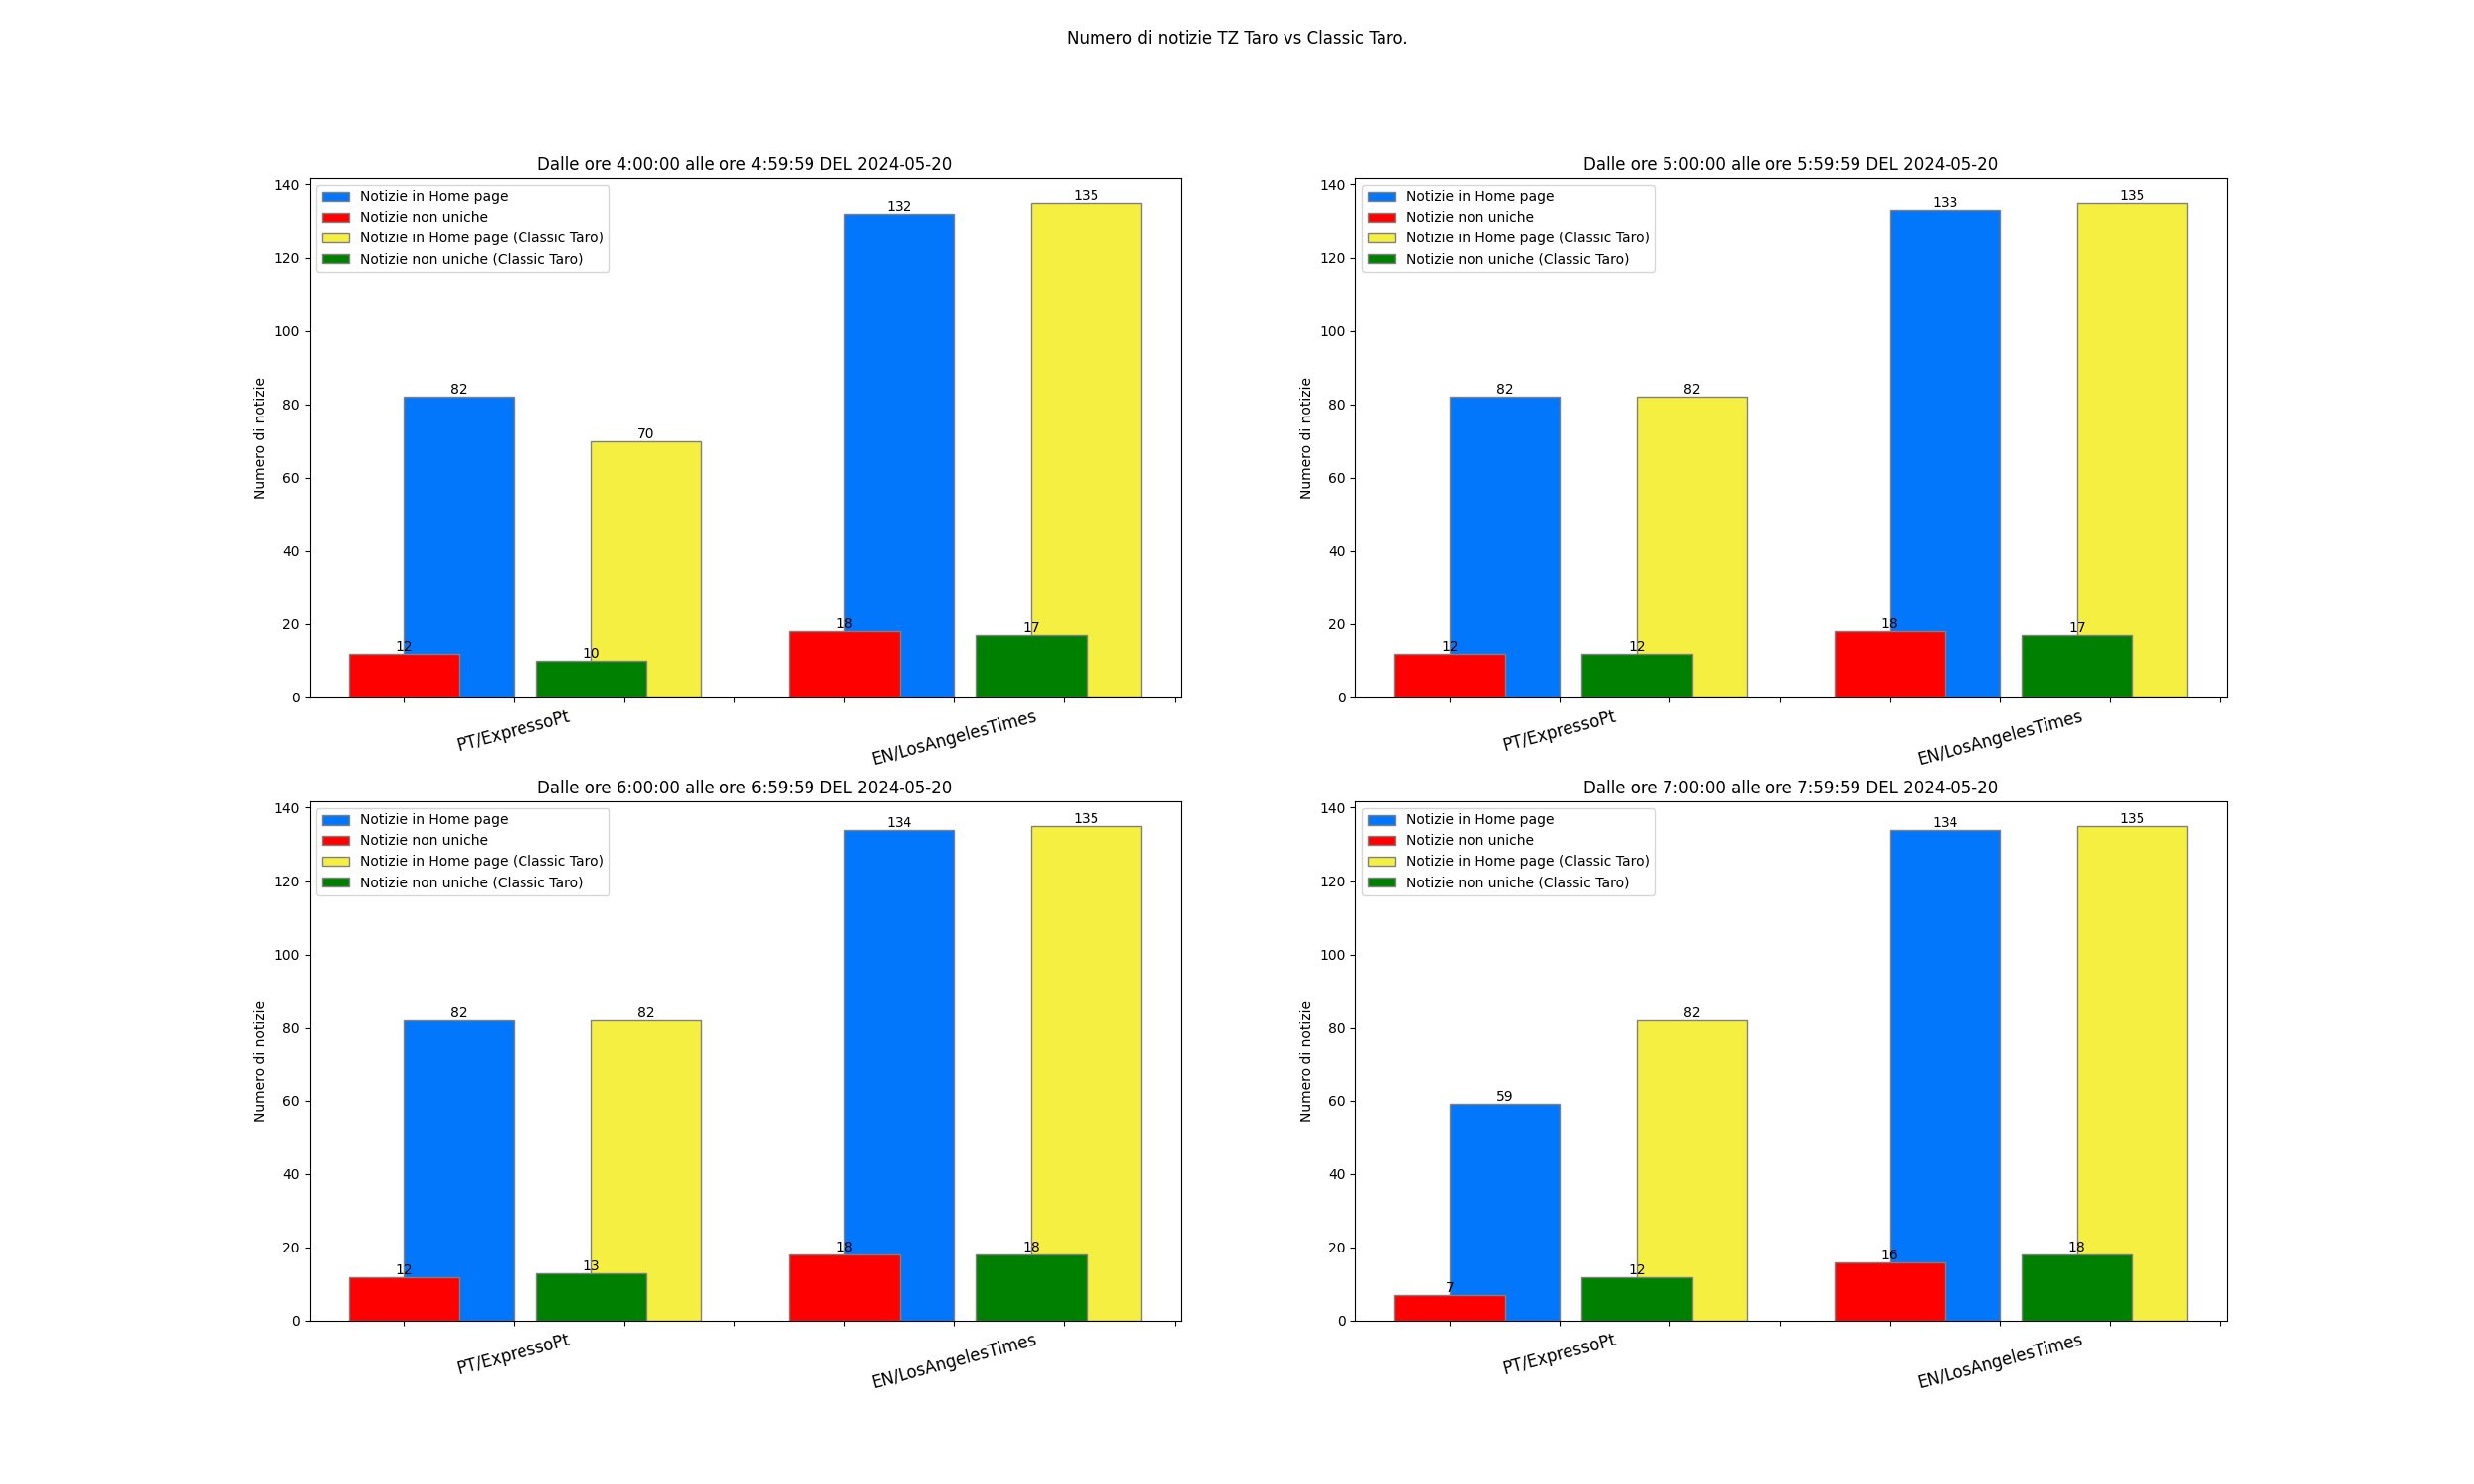 Numero di notizie TZ Taro vs Classic Taro.
Dalle ore 4:00:00 alle ore 4:59:59 DEL 2024-05-20
Numero di notizie
140
120
100
80
60
40
20
0
Notizie in Home page
Notizie non uniche
Notizie in Home page (Classic Taro)
Notizie non uniche (Classic Taro)
12
82
10
70
18
132
17
135
PT/ExpressoPt
EN/LosAngelesTimes
Dalle ore 5:00:00 alle ore 5:59:59 DEL 2024-05-20
Numero di notizie
140
120
100
80
60
40
20
0
Notizie in Home page
Notizie non uniche
Notizie in Home page (Classic Taro)
Notizie non uniche (Classic Taro)
12
82
12
82
18
133
17
135
PT/ExpressoPt
EN/LosAngelesTimes
Dalle ore 6:00:00 alle ore 6:59:59 DEL 2024-05-20
Numero di notizie
140
120
100
80
60
40
20
0
Notizie in Home page
Notizie non uniche
Notizie in Home page (Classic Taro)
Notizie non uniche (Classic Taro)
12
82
13
82
18
134
18
135
PT/ExpressoPt
EN/LosAngelesTimes
Dalle ore 7:00:00 alle ore 7:59:59 DEL 2024-05-20
Numero di notizie
140
120
100
80
60
40
20
0
Notizie in Home page
Notizie non uniche
Notizie in Home page (Classic Taro)
Notizie non uniche (Classic Taro)
7
59
12
82
16
134
18
135
PT/ExpressoPt
EN/LosAngelesTimes